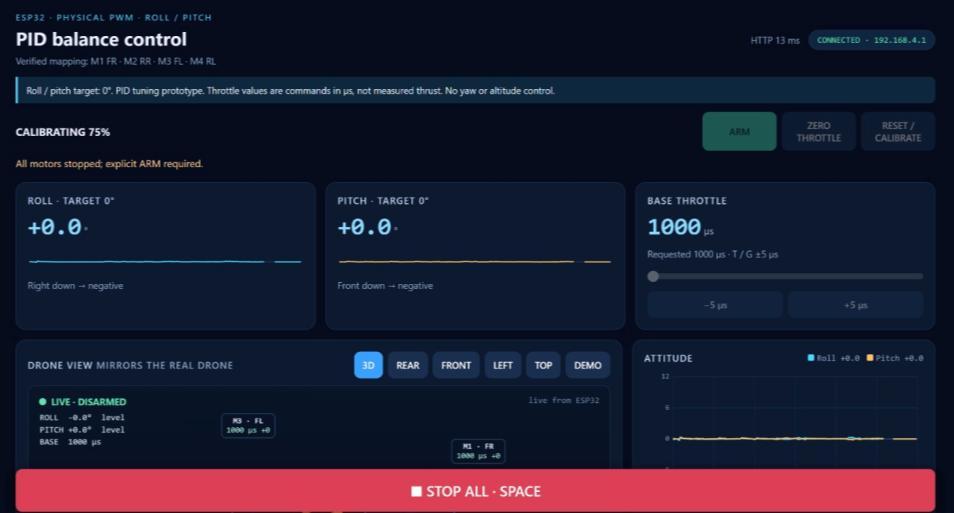 ESP32 · PHYSICAL PWM · ROLL / PITCH
PID balance control
HTTP 13 ms
CONNECTED · 192.168.4.1
Verified mapping: M1 FR · M2 RR · M3 FL · M4 RL
Roll / pitch target: 0°. PID tuning prototype. Throttle values are commands in µs, not measured thrust. No yaw or altitude control.
CALIBRATING 75%
ARM
ZERO
THROTTLE
RESET /
CALIBRATE
All motors stopped; explicit ARM required.
ROLL · TARGET 0°
+0.0°
Right down → negative
PITCH · TARGET 0°
+0.0°
Front down → negative
BASE THROTTLE
1000 µs
Requested 1000 µs · T / G ±5 µs
−5 µs
+5 µs
DRONE VIEW MIRRORS THE REAL DRONE
3D
REAR
FRONT
LEFT
TOP
DEMO
LIVE · DISARMED
live from ESP32
ROLL -0.0° level
PITCH +0.0° level
BASE 1000 µs
M3 · FL
1000 µs +0
M1 · FR
1000 µs +0
ATTITUDE
Roll +0.0
Pitch +0.0
12
6
0
STOP ALL · SPACE